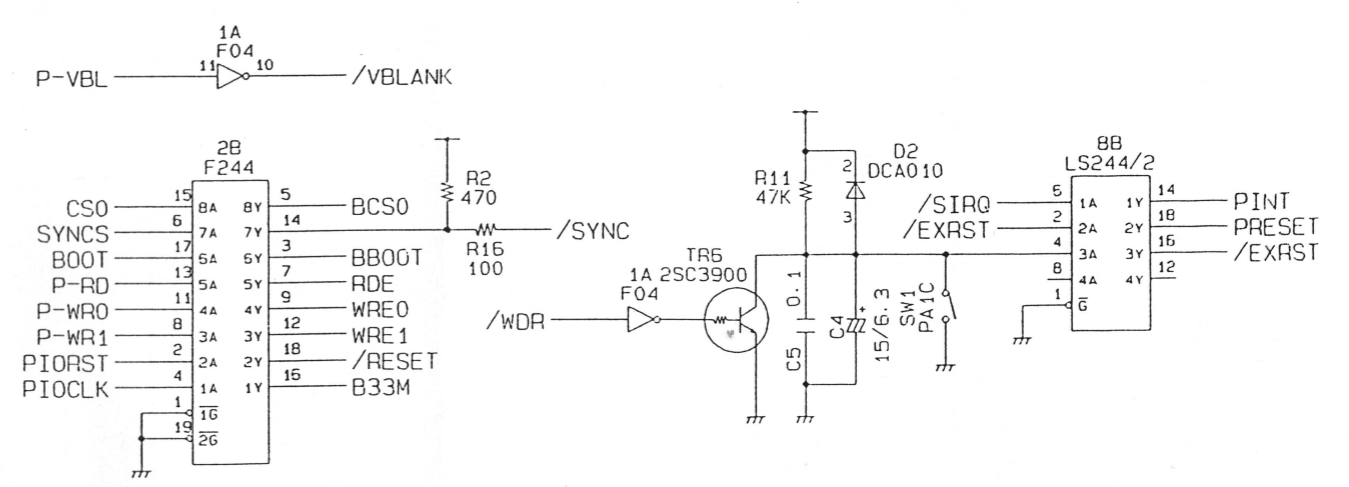 1A
F04
P-VBL 11 10 /VBLANK
2B
F244
CS0 15 8A 8Y 5 BCS0
SYNCS 6 7A 7Y 14
BOOT 17 6A 6Y 3 BBOOT
P-RD 13 5A 5Y 7 RDE
P-WR0 11 4A 4Y 9 WRE0
P-WR1 8 3A 3Y 12 WRE1
PIORST 2 2A 2Y 18 /RESET
PIOCLK 4 1A 1Y 16 B33M
1 1G
19 2G
R2
470
R16
100
/SYNC
/WDR
1A
F04
TR6
2SC3900
R11
47K
2
D2
DCA010
3
C5 0.1
C4
15/6.3
+
SW1
PA1C
8B
LS244/2
/SIRQ 6 1A 1Y 14 PINT
/EXRST 2 2A 2Y 18 PRESET
4 3A 3Y 16 /EXRST
8 4A 4Y 12
1 G